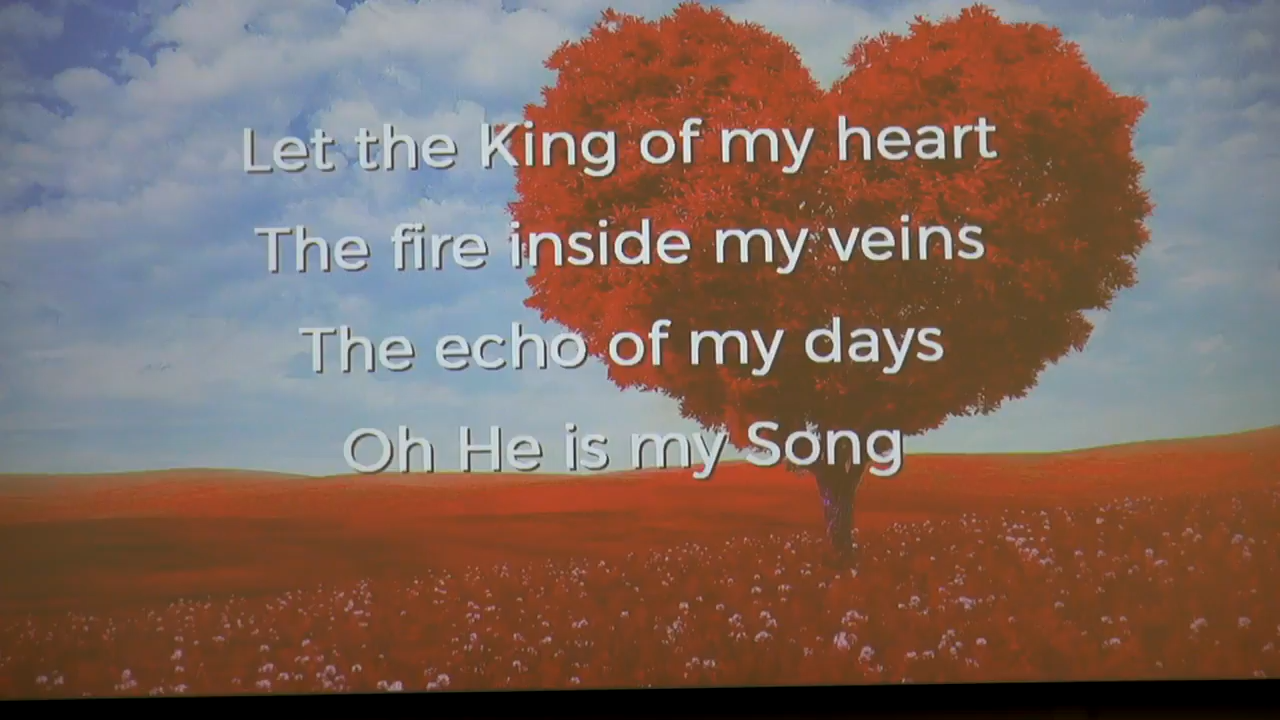 Let the King of my heart
The fire inside my veins
The echo of my days
Oh He is my Song